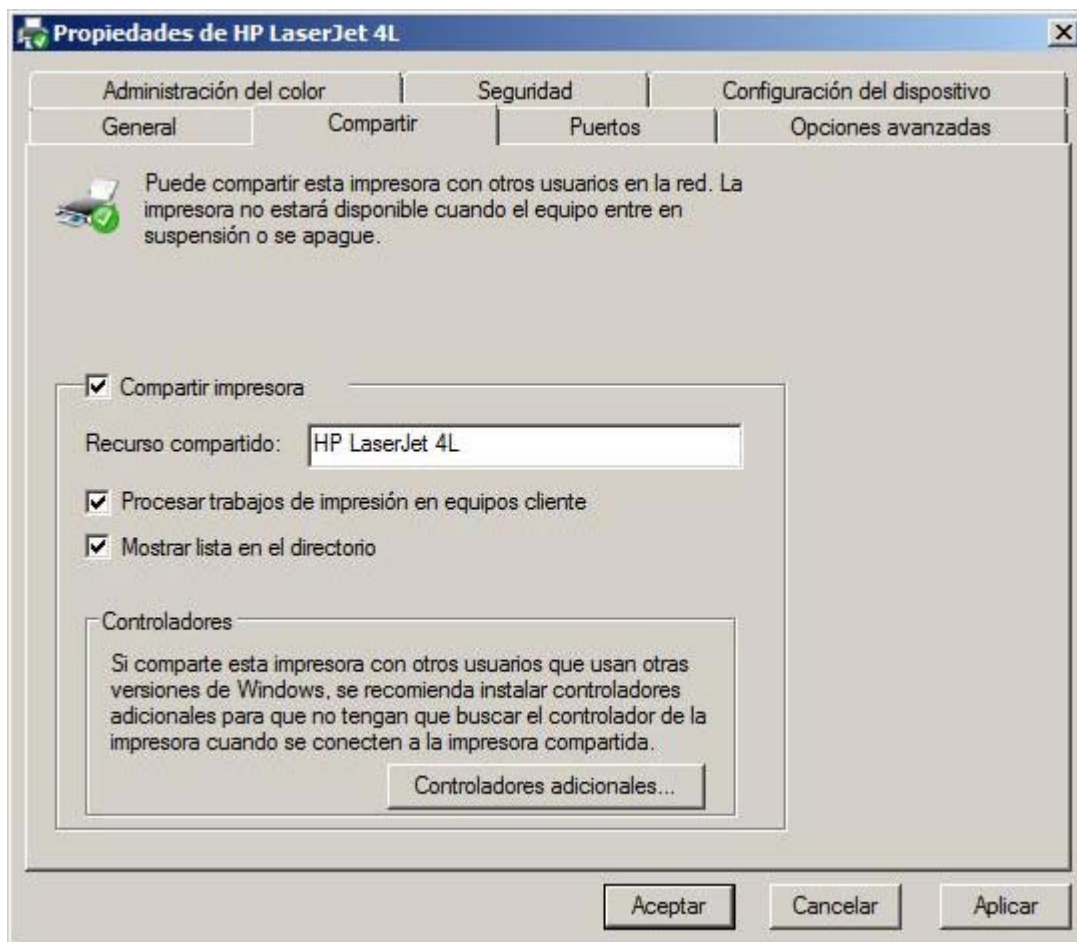 Propiedades de HP LaserJet 4L
Administración del color
Seguridad
Configuración del dispositivo
General
Compartir
Puertos
Opciones avanzadas
Puede compartir esta impresora con otros usuarios en la red. La
impresora no estará disponible cuando el equipo entre en
suspensión o se apague.
Compartir impresora
Recurso compartido: HP LaserJet 4L
Procesar trabajos de impresión en equipos cliente
Mostrar lista en el directorio
Controladores
Si comparte esta impresora con otros usuarios que usan otras
versiones de Windows, se recomienda instalar controladores
adicionales para que no tengan que buscar el controlador de la
impresora cuando se conecten a la impresora compartida.
Controladores adicionales...
Aceptar
Cancelar
Aplicar